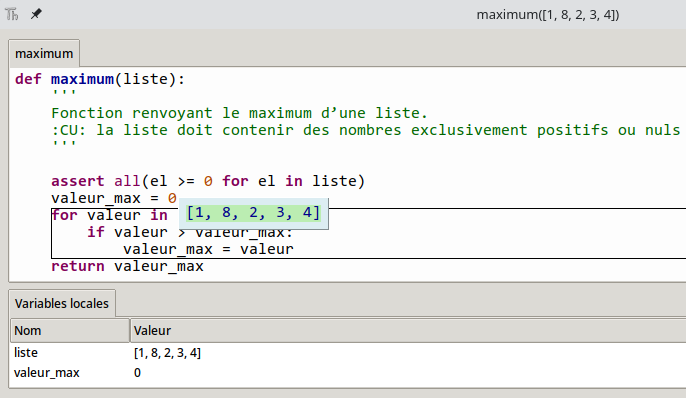 Th
maximum([1, 8, 2, 3, 4])
maximum
def maximum(liste):
'''
Fonction renvoyant le maximum d’une liste.
:CU: la liste doit contenir des nombres exclusivement positifs ou nuls
'''
assert all(el >= 0 for el in liste)
valeur_max = 0
for valeur in [1, 8, 2, 3, 4]
if valeur > valeur_max:
valeur_max = valeur
return valeur_max
Variables locales
Nom Valeur
liste [1, 8, 2, 3, 4]
valeur_max 0